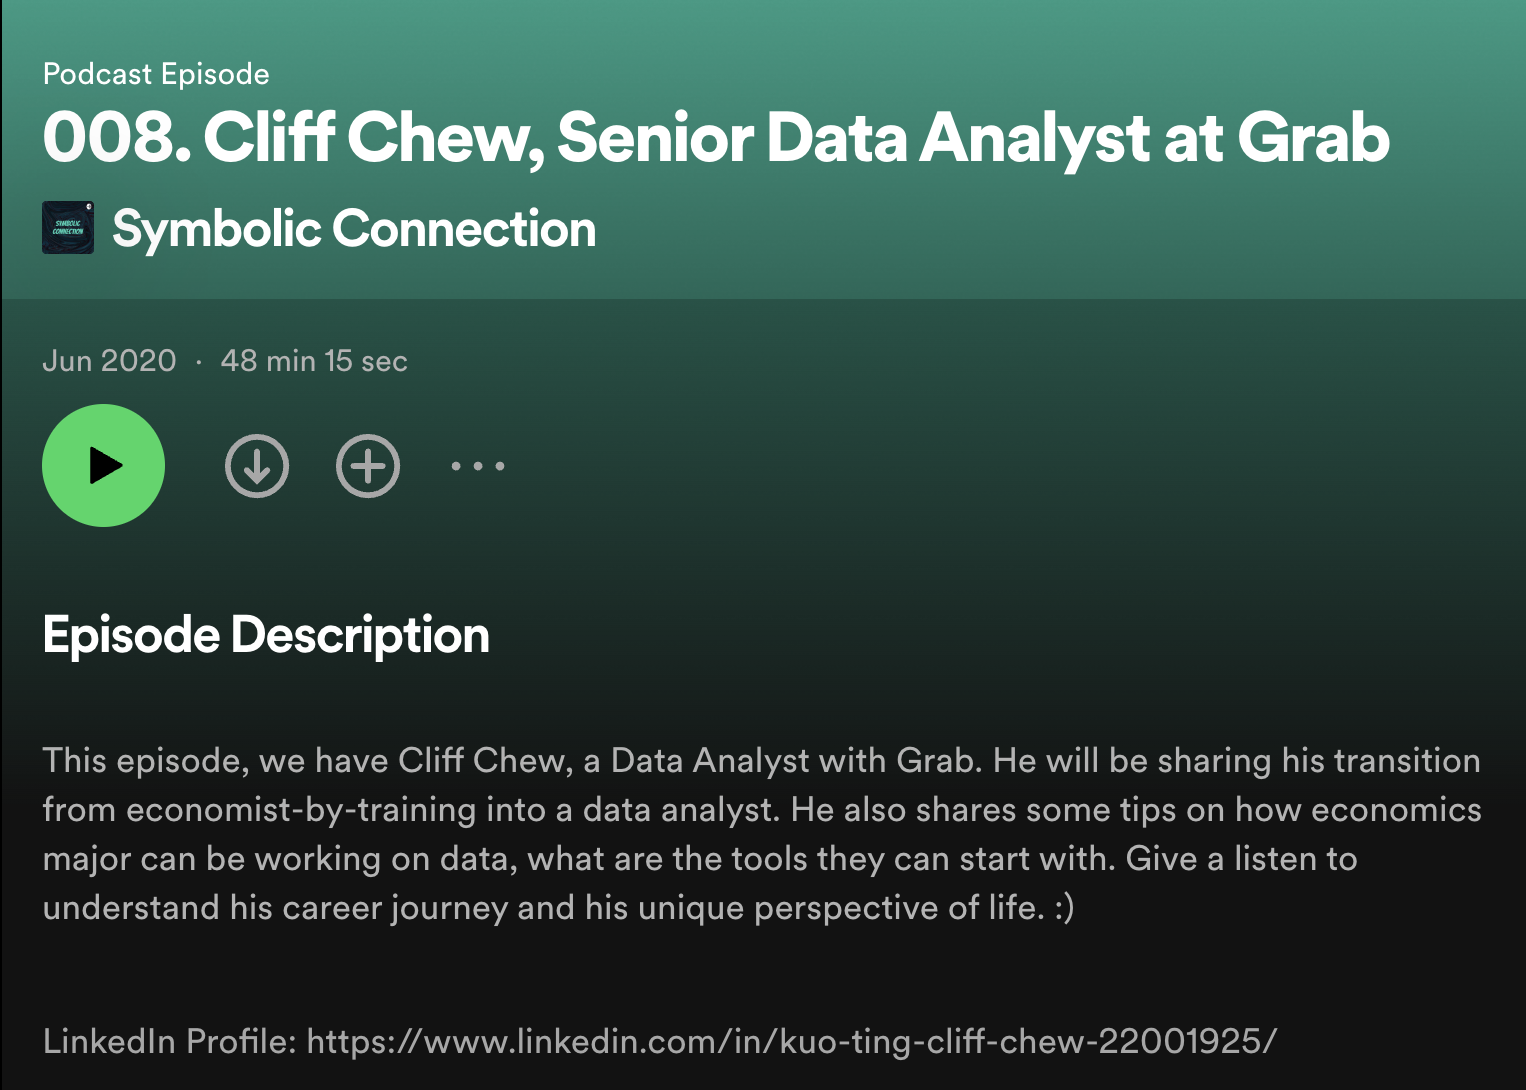 Podcast Episode
008. Cliff Chew, Senior Data Analyst at Grab
SYMBOLIC
CONNECTION
Symbolic Connection
Jun 2020 · 48 min 15 sec
Episode Description
This episode, we have Cliff Chew, a Data Analyst with Grab. He will be sharing his transition
from economist-by-training into a data analyst. He also shares some tips on how economics
major can be working on data, what are the tools they can start with. Give a listen to
understand his career journey and his unique perspective of life. :)
LinkedIn Profile: https://www.linkedin.com/in/kuo-ting-cliff-chew-22001925/